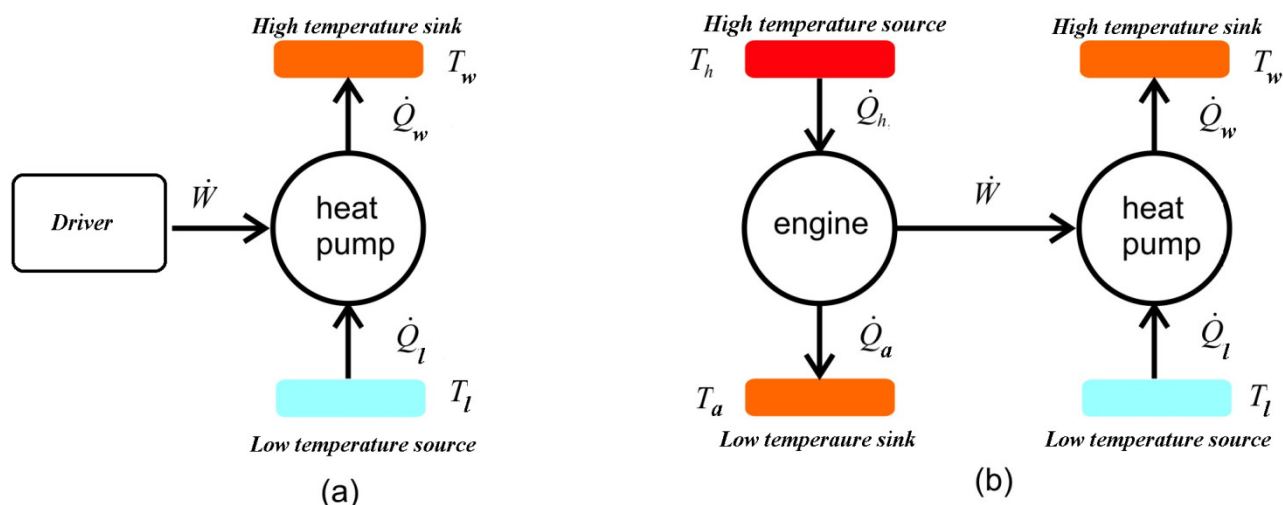 High temperature sink
T_w
Q̇_w
Driver
Ẇ
heat
pump
Q̇_l
T_l
Low temperature source
(a)
High temperature source
T_h
Q̇_h
engine
Ẇ
Q̇_a
T_a
Low temperaure sink
High temperature sink
T_w
Q̇_w
heat
pump
Q̇_l
T_l
Low temperature source
(b)